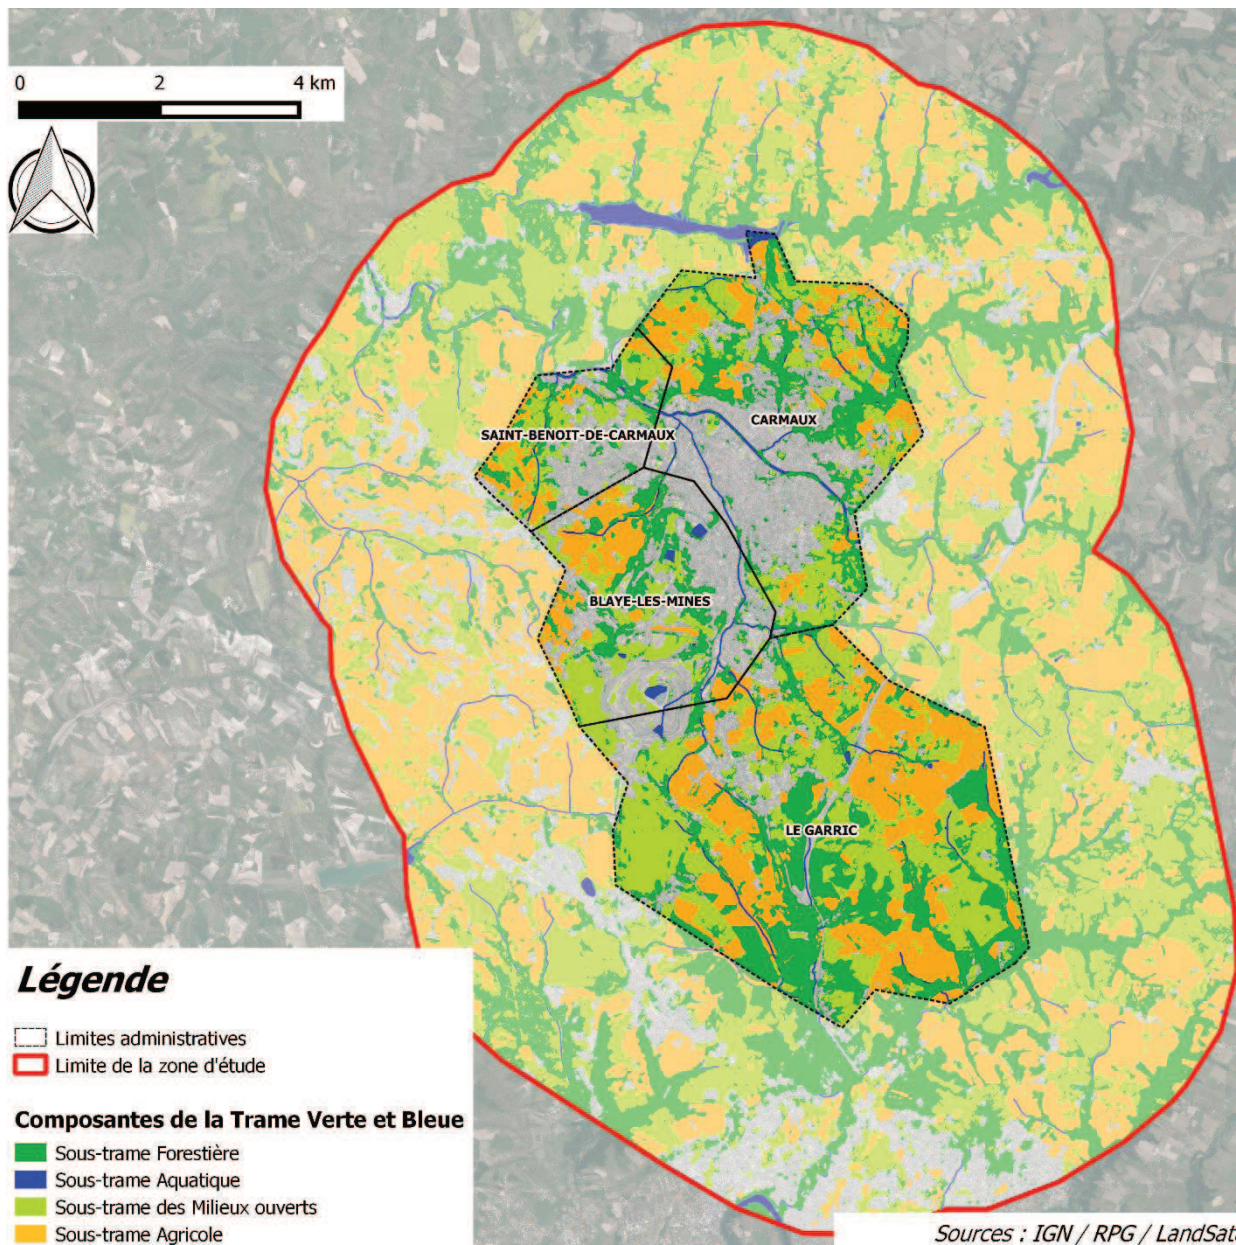 0 2 4 km
CARMAUX
SAINT-BENOIT-DE-CARMAUX
BLAYE-LES-MINES
LE GARRIC
Légende
Limites administratives
Limite de la zone d'étude
Composantes de la Trame Verte et Bleue
Sous-trame Forestière
Sous-trame Aquatique
Sous-trame des Milieux ouverts
Sous-trame Agricole
Sources : IGN / RPG / LandSat